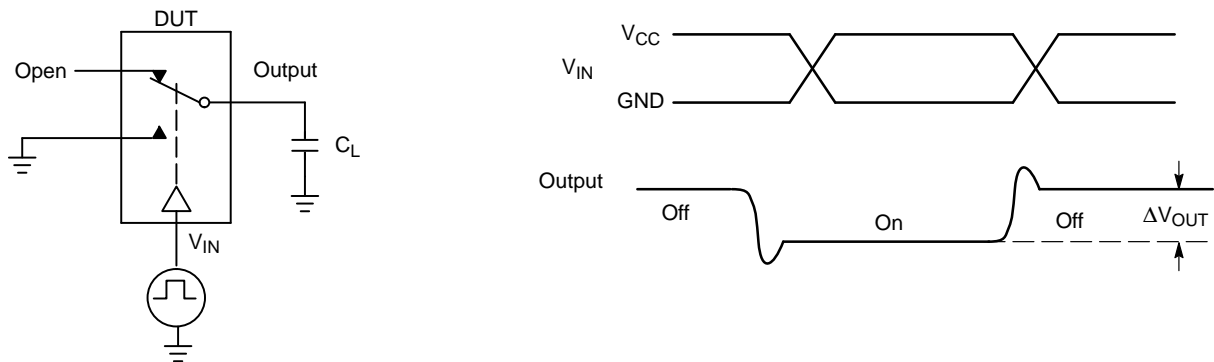 DUT
Open
Output
C_L
V_IN
V_CC
V_IN
GND
Output
Off
On
Off
ΔV_OUT